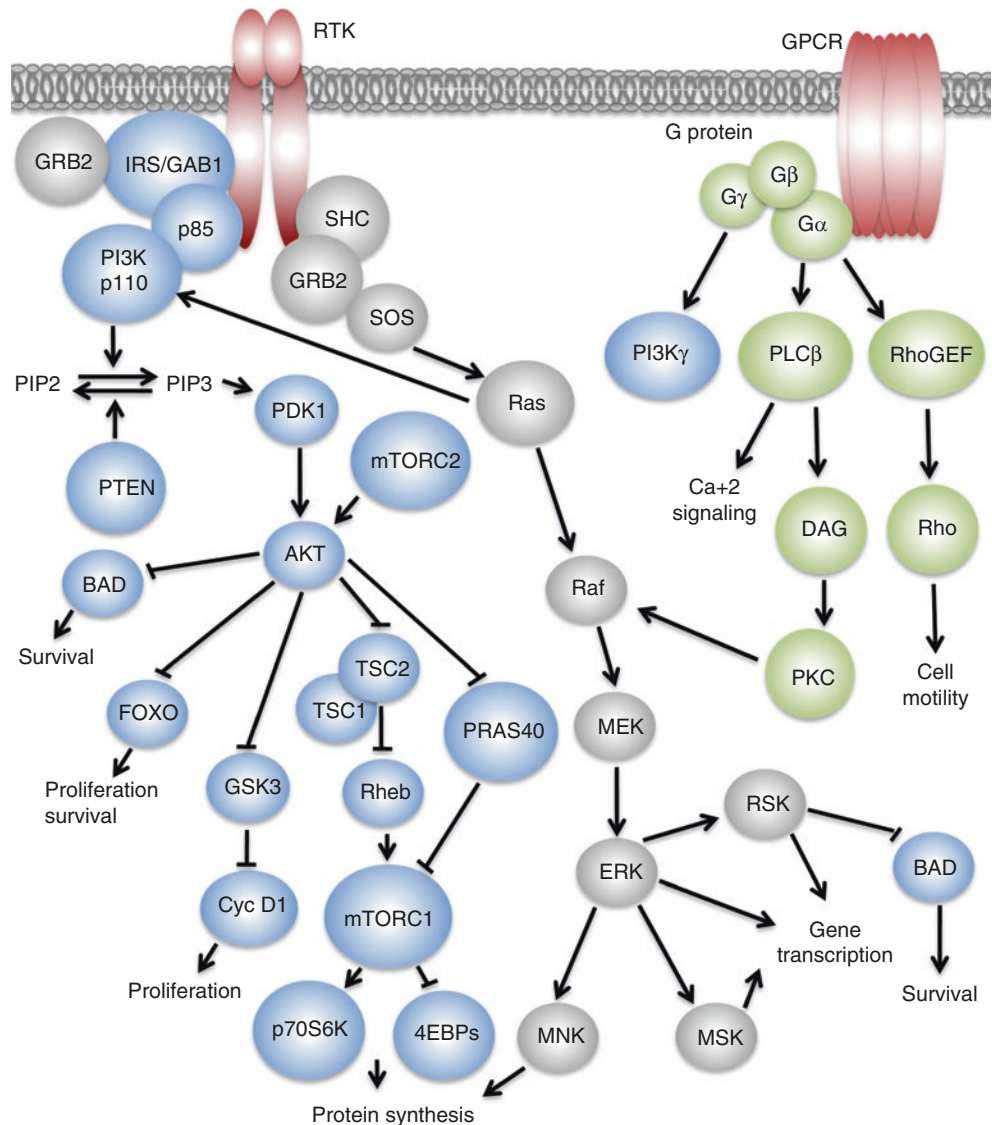 RTK
GPCR
G protein
GRB2
IRS/GAB1
Gβ
Gγ
Gα
p85
SHC
PI3K
p110
GRB2
SOS
PI3Kγ
PLCβ
RhoGEF
PIP2
PIP3
PDK1
Ras
mTORC2
PTEN
Ca+2
signaling
DAG
Rho
AKT
BAD
Raf
Survival
TSC2
TSC1
PKC
Cell
motility
FOXO
PRAS40
MEK
Proliferation
survival
GSK3
Rheb
RSK
ERK
BAD
Cyc D1
mTORC1
Gene
transcription
Proliferation
Survival
p70S6K
4EBPs
MNK
MSK
Protein synthesis